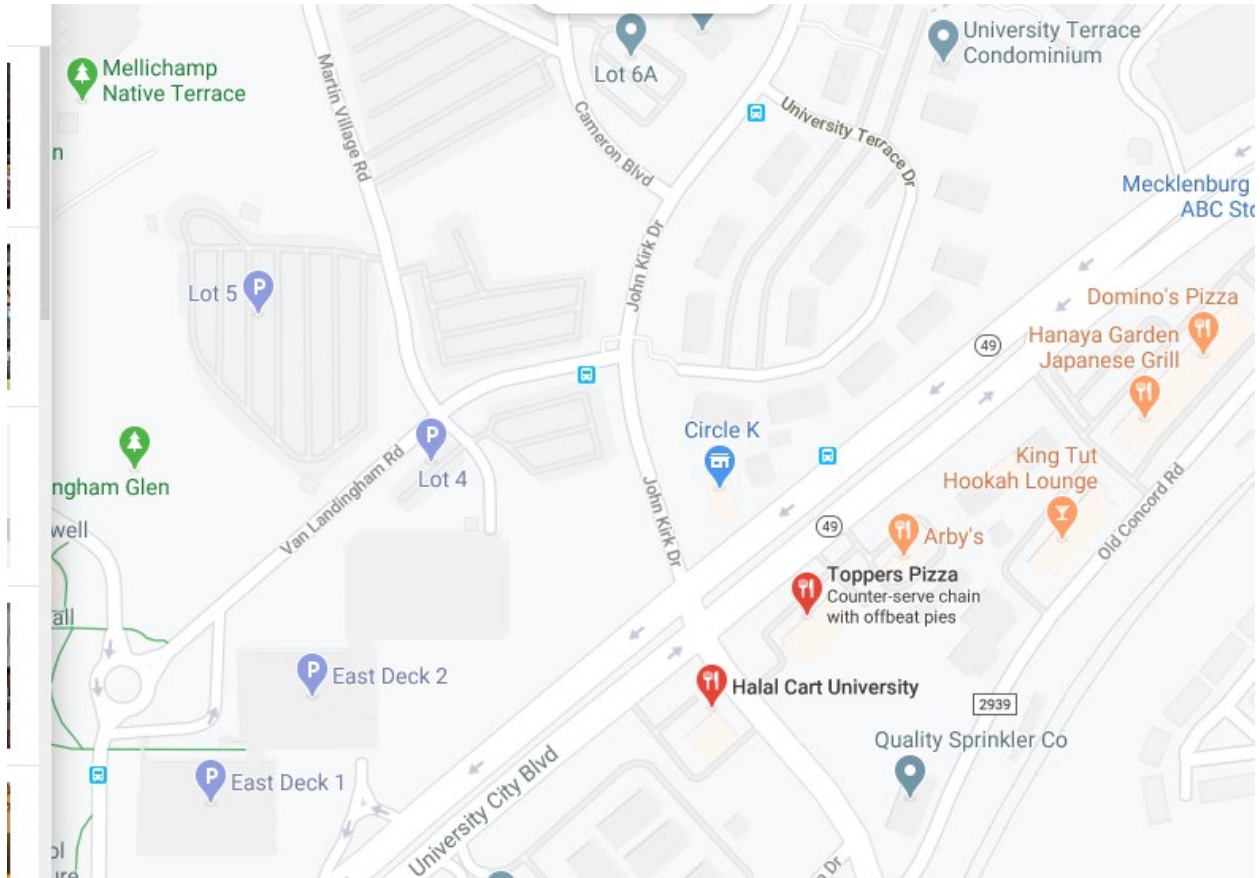 Mellichamp
Native Terrace
n
Martin Village Rd
Lot 6A
Cameron Blvd
University Terrace
Condominium
University Terrace Dr
Mecklenburg
ABC Sto
Lot 5
P
John Kirk Dr
Domino's Pizza
Hanaya Garden
Japanese Grill
49
Circle K
P
Lot 4
ngham Glen
Van Landingham Rd
well
John Kirk Dr
King Tut
Hookah Lounge
Old Concord Rd
49
Arby's
Toppers Pizza
Counter-serve chain
with offbeat pies
all
P
East Deck 2
Halal Cart University
2939
Quality Sprinkler Co
P
East Deck 1
University City Blvd
ol
ure
Dr